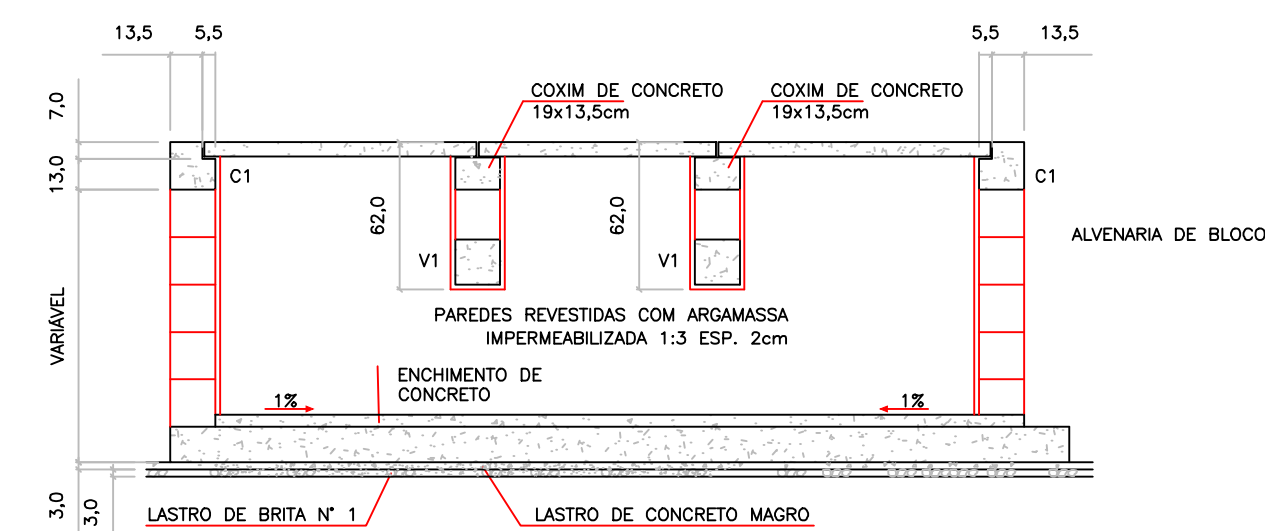 13,5 5,5 5,5 13,5
7,0
COXIM DE CONCRETO
19x13,5cm
COXIM DE CONCRETO
19x13,5cm
13,0
C1
C1
62,0
62,0
ALVENARIA DE BLOCO
V1
V1
VARIÁVEL
PAREDES REVESTIDAS COM ARGAMASSA
IMPERMEABILIZADA 1:3 ESP. 2cm
ENCHIMENTO DE
CONCRETO
1%
1%
3,0
3,0
LASTRO DE BRITA N° 1
LASTRO DE CONCRETO MAGRO